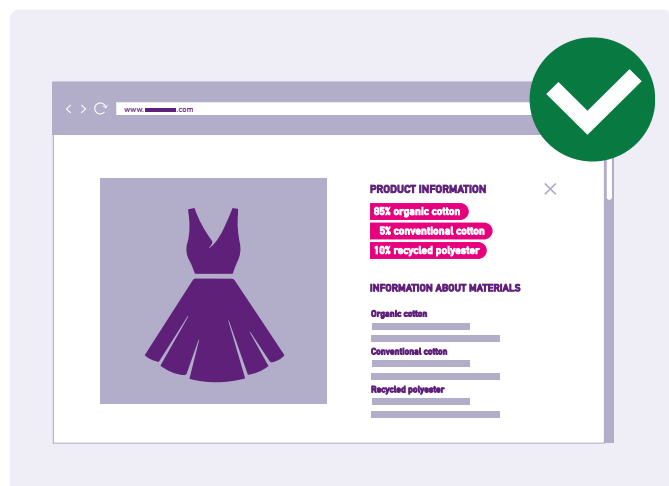 www.       .com
PRODUCT INFORMATION
85% organic cotton
5% conventional cotton
10% recycled polyester
INFORMATION ABOUT MATERIALS
Organic cotton
Conventional cotton
Recycled polyester